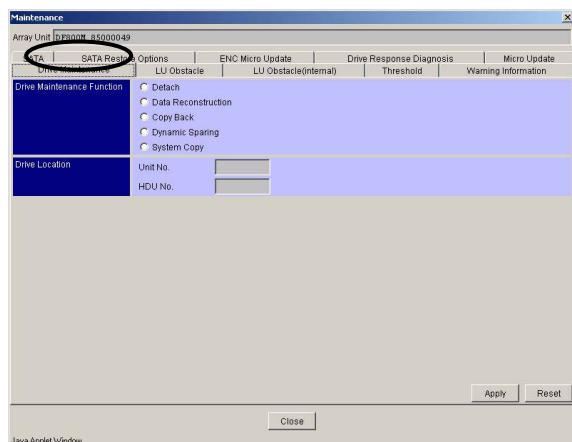 Maintenance
Array Unit DF800M_85000049
SATA SATA Restore Options ENC Micro Update Drive Response Diagnosis Micro Update
Drive Maintenance LU Obstacle LU Obstacle(internal) Threshold Warning Information
Drive Maintenance Function
Detach
Data Reconstruction
Copy Back
Dynamic Sparing
System Copy
Drive Location
Unit No.
HDU No.
Apply Reset
Close
Java Applet Window